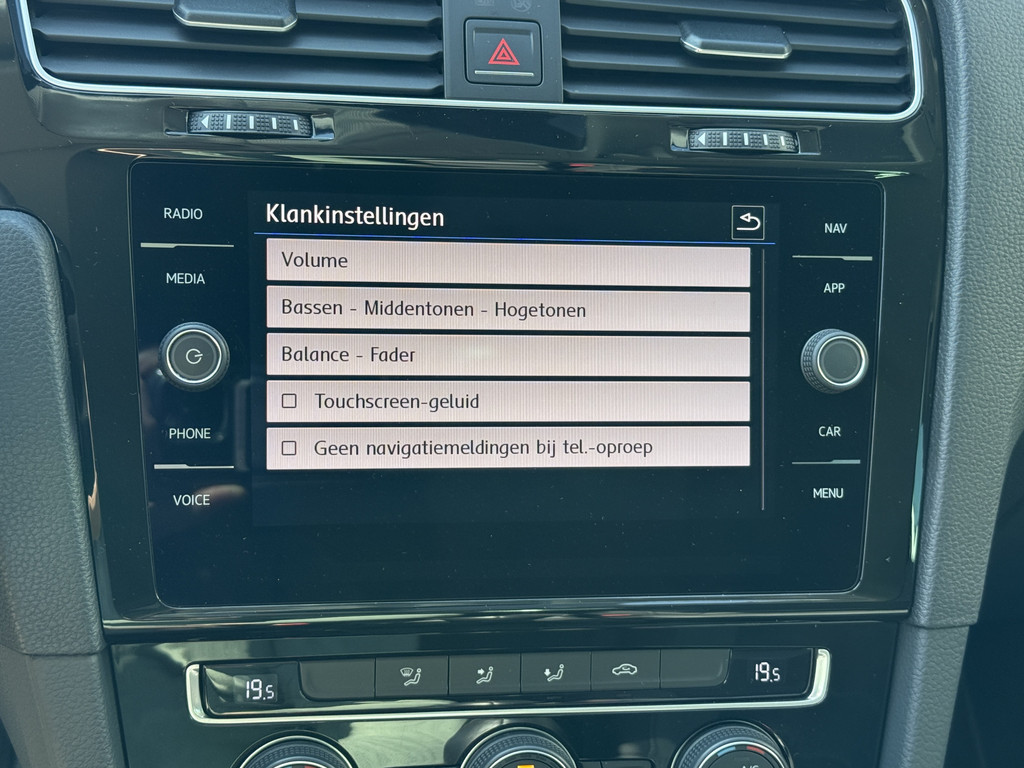 RADIO
MEDIA
PHONE
VOICE
Klankinstellingen
Volume
Bassen - Middentonen - Hogetonen
Balance - Fader
Touchscreen-geluid
Geen navigatiemeldingen bij tel.-oproep
NAV
APP
CAR
MENU
19.5
19.5